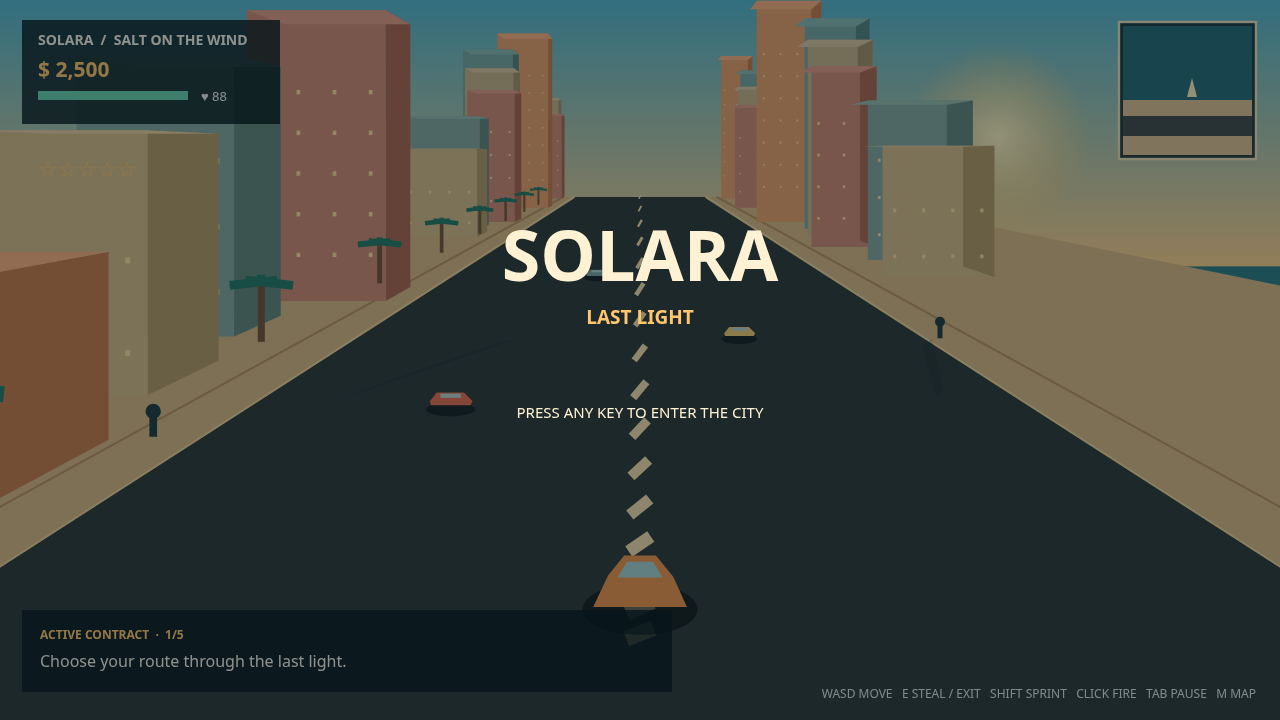 SOLARA / SALT ON THE WIND
$ 2,500
♥ 88
☆☆☆☆☆
SOLARA
LAST LIGHT
PRESS ANY KEY TO ENTER THE CITY
ACTIVE CONTRACT · 1/5
Choose your route through the last light.
WASD MOVE E STEAL / EXIT SHIFT SPRINT CLICK FIRE TAB PAUSE M MAP